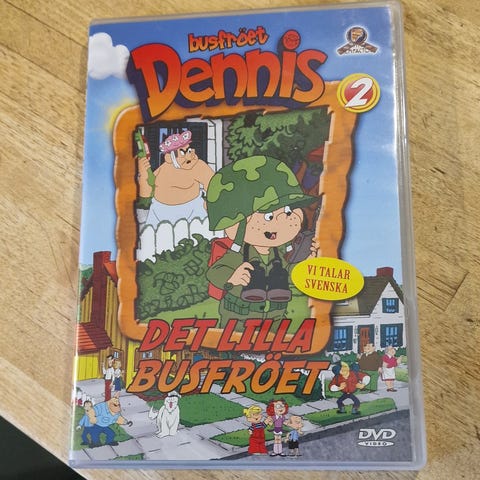 busfröet
Dennis
2
VI TALAR
SVENSKA
DET LILLA
BUSFRÖET
DVD
VIDEO